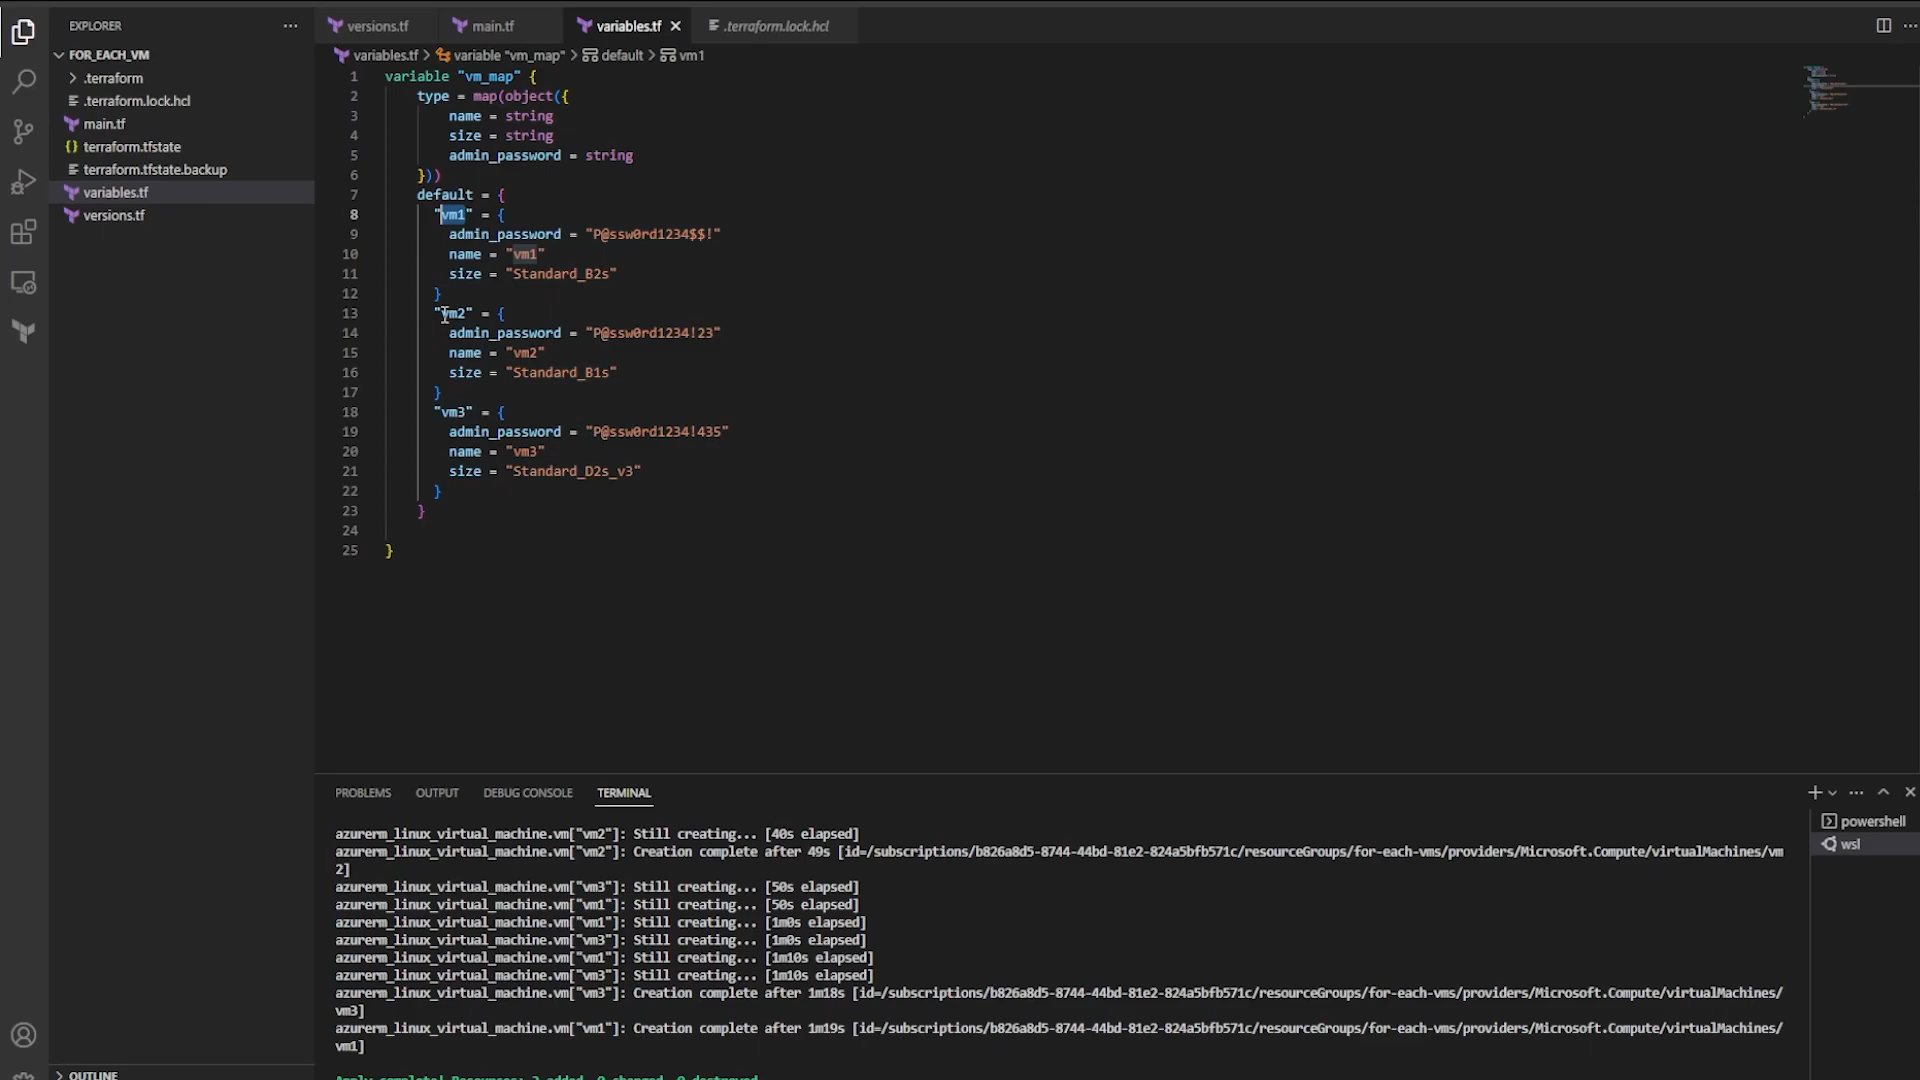 EXPLORER
FOR_EACH_VM
.terraform
.terraform.lock.hcl
main.tf
terraform.tfstate
terraform.tfstate.backup
variables.tf
versions.tf
OUTLINE
versions.tf main.tf variables.tf .terraform.lock.hcl
variables.tf > variable "vm_map" > default > vm1
1 variable "vm_map" {
2 type = map(object({
3 name = string
4 size = string
5 admin_password = string
6 }))
7 default = {
8 "vm1" = {
9 admin_password = "P@ssw0rd1234$$!"
10 name = "vm1"
11 size = "Standard_B2s"
12 }
13 "vm2" = {
14 admin_password = "P@ssw0rd1234!23"
15 name = "vm2"
16 size = "Standard_B1s"
17 }
18 "vm3" = {
19 admin_password = "P@ssw0rd1234!435"
20 name = "vm3"
21 size = "Standard_D2s_v3"
22 }
23 }
24
25 }
PROBLEMS OUTPUT DEBUG CONSOLE TERMINAL
azurerm_linux_virtual_machine.vm["vm2"]: Still creating... [40s elapsed]
azurerm_linux_virtual_machine.vm["vm2"]: Creation complete after 49s [id=/subscriptions/b826a8d5-8744-44bd-81e2-824a5bfb571c/resourceGroups/for-each-vms/providers/Microsoft.Compute/virtualMachines/vm
2]
azurerm_linux_virtual_machine.vm["vm3"]: Still creating... [50s elapsed]
azurerm_linux_virtual_machine.vm["vm1"]: Still creating... [50s elapsed]
azurerm_linux_virtual_machine.vm["vm1"]: Still creating... [1m0s elapsed]
azurerm_linux_virtual_machine.vm["vm3"]: Still creating... [1m0s elapsed]
azurerm_linux_virtual_machine.vm["vm1"]: Still creating... [1m10s elapsed]
azurerm_linux_virtual_machine.vm["vm3"]: Still creating... [1m10s elapsed]
azurerm_linux_virtual_machine.vm["vm3"]: Creation complete after 1m18s [id=/subscriptions/b826a8d5-8744-44bd-81e2-824a5bfb571c/resourceGroups/for-each-vms/providers/Microsoft.Compute/virtualMachines/
vm3]
azurerm_linux_virtual_machine.vm["vm1"]: Creation complete after 1m19s [id=/subscriptions/b826a8d5-8744-44bd-81e2-824a5bfb571c/resourceGroups/for-each-vms/providers/Microsoft.Compute/virtualMachines/
vm1]
Apply complete! Resources: added, 0 changed, 0 destroyed.
powershell
wsl